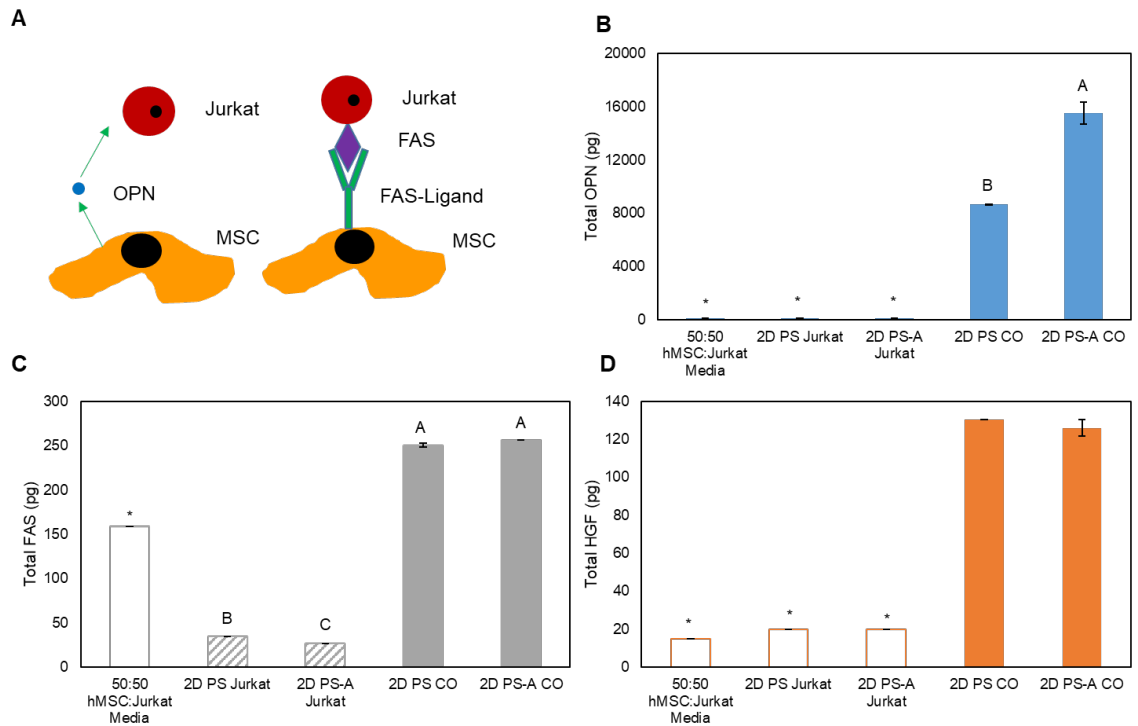 A
Jurkat
OPN
MSC
Jurkat
FAS
FAS-Ligand
MSC
B
Total OPN (pg)
20000
16000
12000
8000
4000
0
*
*
*
B
A
50:50
hMSC:Jurkat
Media
2D PS Jurkat
2D PS-A
Jurkat
2D PS CO
2D PS-A CO
C
Total FAS (pg)
300
250
200
150
100
50
0
*
B
C
A
A
50:50
hMSC:Jurkat
Media
2D PS Jurkat
2D PS-A
Jurkat
2D PS CO
2D PS-A CO
D
Total HGF (pg)
140
120
100
80
60
40
20
0
*
*
*
50:50
hMSC:Jurkat
Media
2D PS Jurkat
2D PS-A
Jurkat
2D PS CO
2D PS-A CO